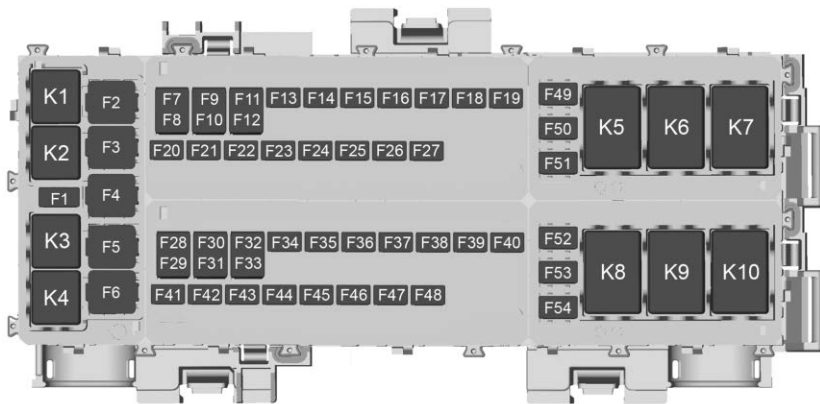 K1 F2
K2 F3
F1 F4
K3 F5
K4 F6
F7 F9 F11 F13 F14 F15 F16 F17 F18 F19
F8 F10 F12
F20 F21 F22 F23 F24 F25 F26 F27
F28 F30 F32 F34 F35 F36 F37 F38 F39 F40
F29 F31 F33
F41 F42 F43 F44 F45 F46 F47 F48
F49
F50 K5 K6 K7
F51
F52
F53 K8 K9 K10
F54